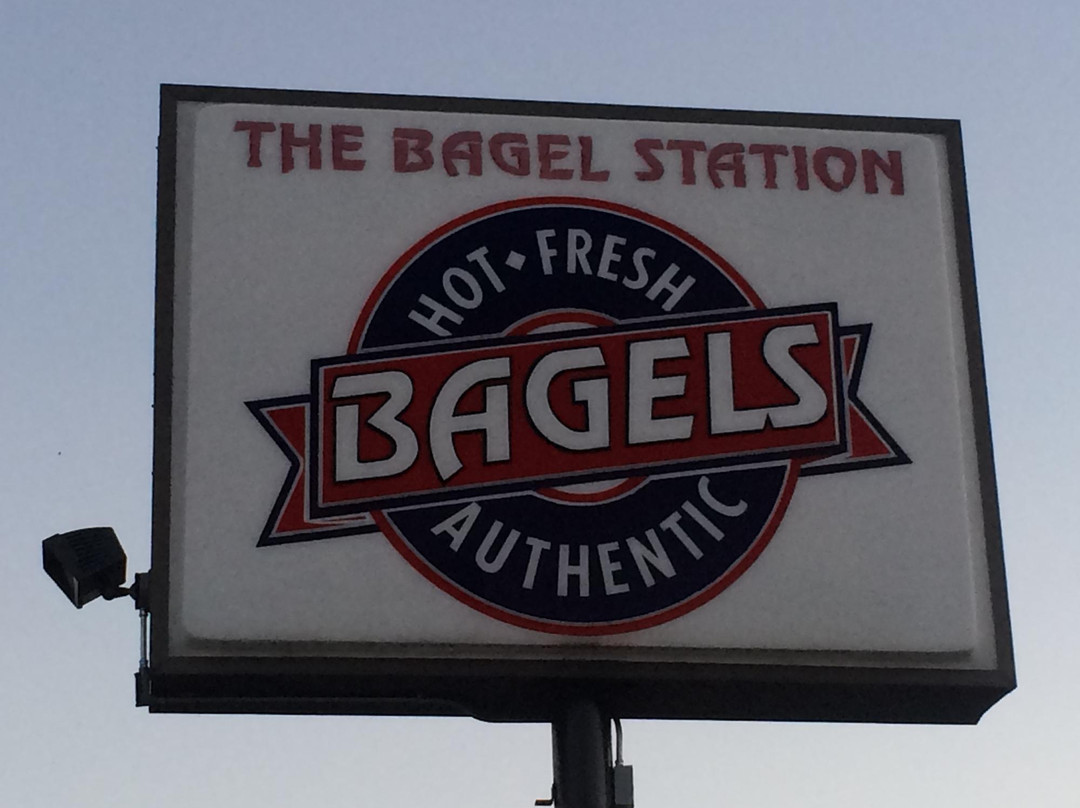 THE BAGEL STATION
HOT · FRESH
BAGELS
AUTHENTIC